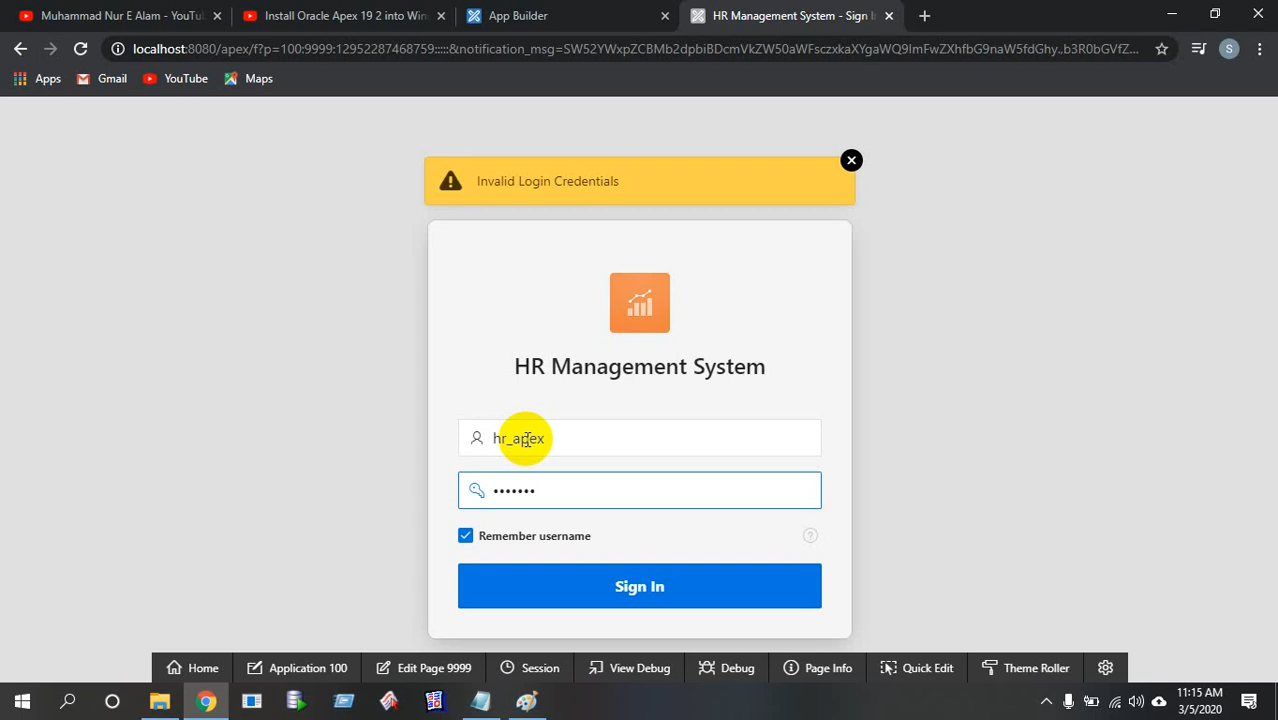 Muhammad Nur E Alam - YouTu
Install Oracle Apex 19 2 into Win
App Builder
HR Management System - Sign I
localhost:8080/apex/f?p=100:9999:12952287468759:::::&notification_msg=SW52YWxpZCBMb2dpbiBDcmVkZW50aWFsczxkaXYgaWQ9ImFwZXhfbG9naW5fdGhy..b3R0bGVfZ...
S
Apps
Gmail
YouTube
Maps
Invalid Login Credentials
HR Management System
hr_apex
Remember username
Sign In
Home
Application 100
Edit Page 9999
Session
View Debug
Debug
Page Info
Quick Edit
Theme Roller
11:15 AM
3/5/2020